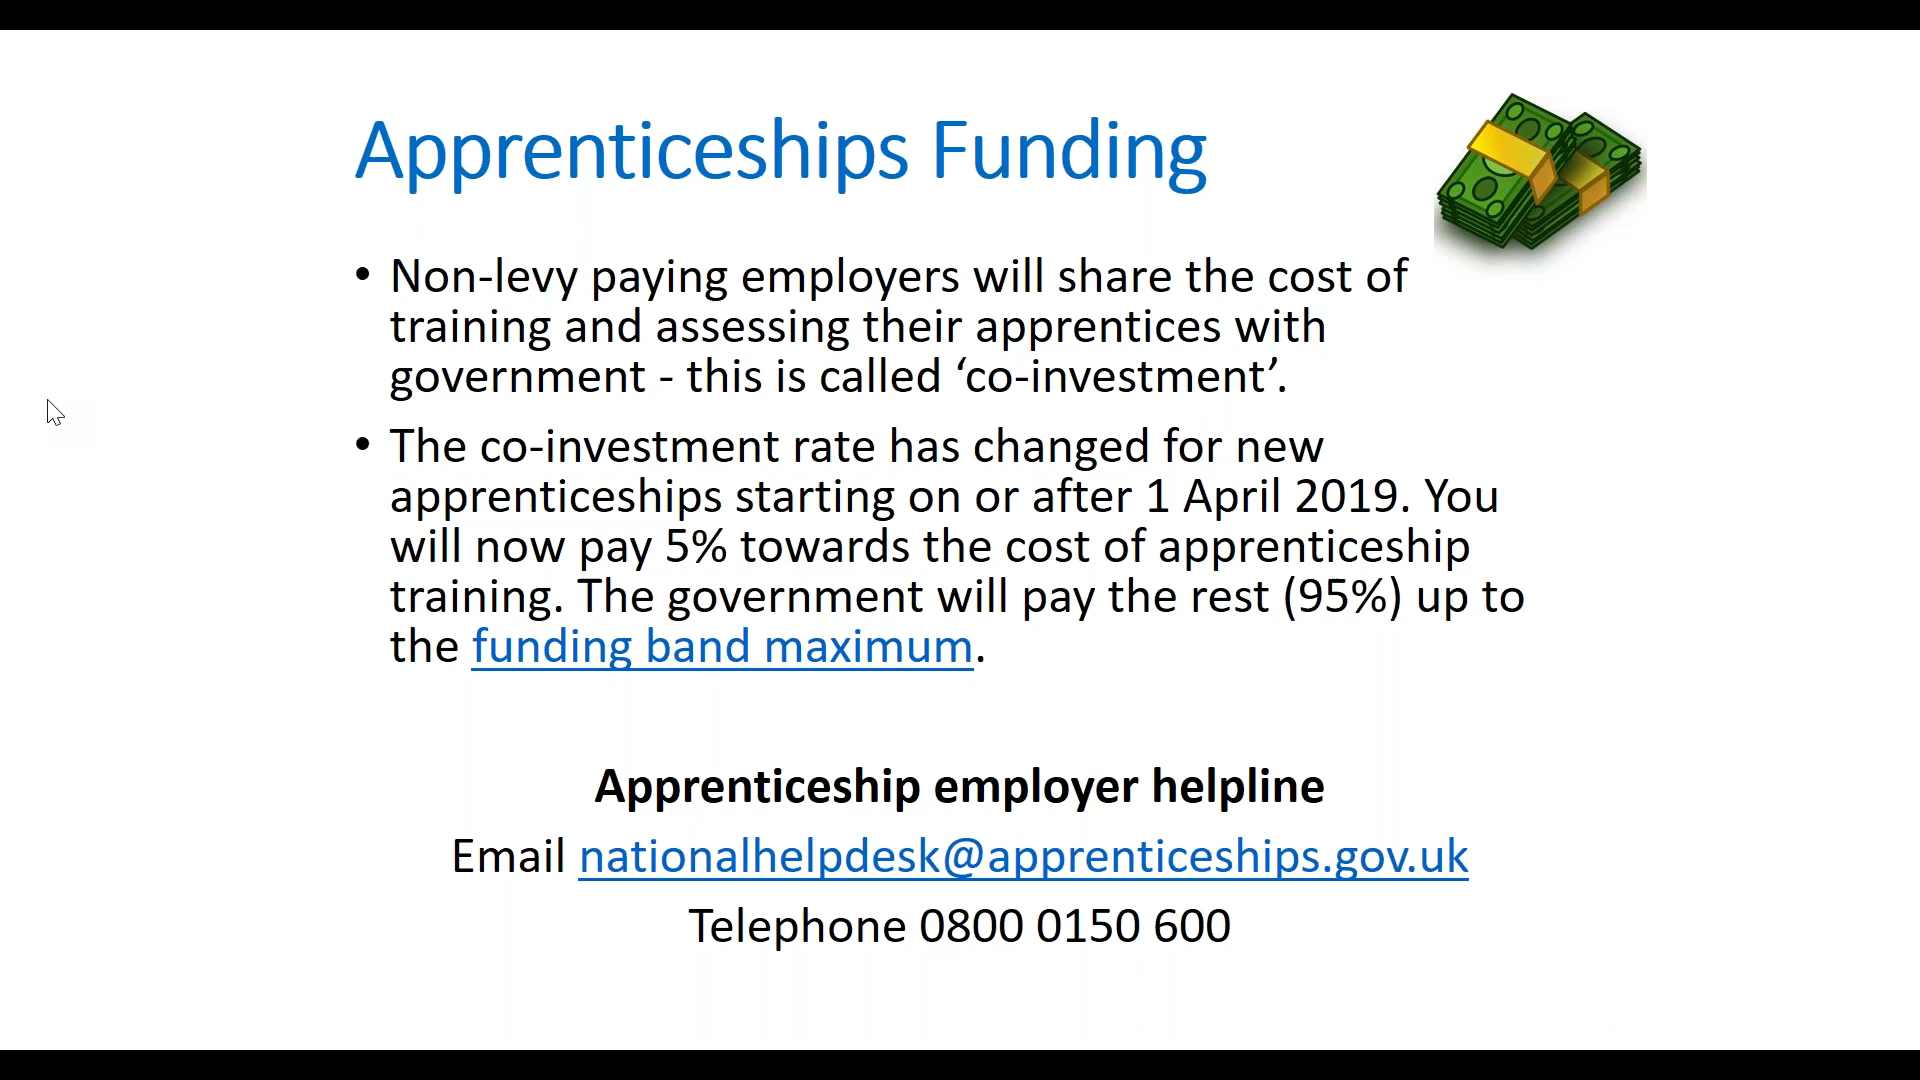 Apprenticeships Funding
• Non-levy paying employers will share the cost of
training and assessing their apprentices with
government - this is called ‘co-investment’.
• The co-investment rate has changed for new
apprenticeships starting on or after 1 April 2019. You
will now pay 5% towards the cost of apprenticeship
training. The government will pay the rest (95%) up to
the funding band maximum.
Apprenticeship employer helpline
Email nationalhelpdesk@apprenticeships.gov.uk
Telephone 0800 0150 600